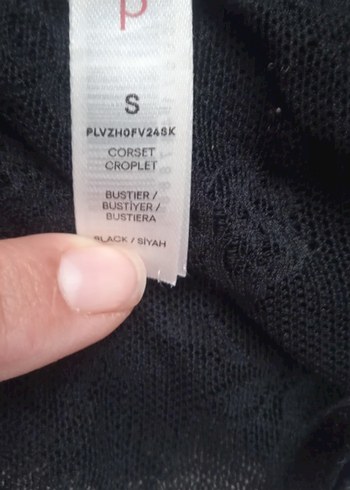 p
S
PLVZH0FV24SK
CORSET
CROPLET
BUSTIER /
BUSTİYER /
BUSTIERA
BLACK / SİYAH